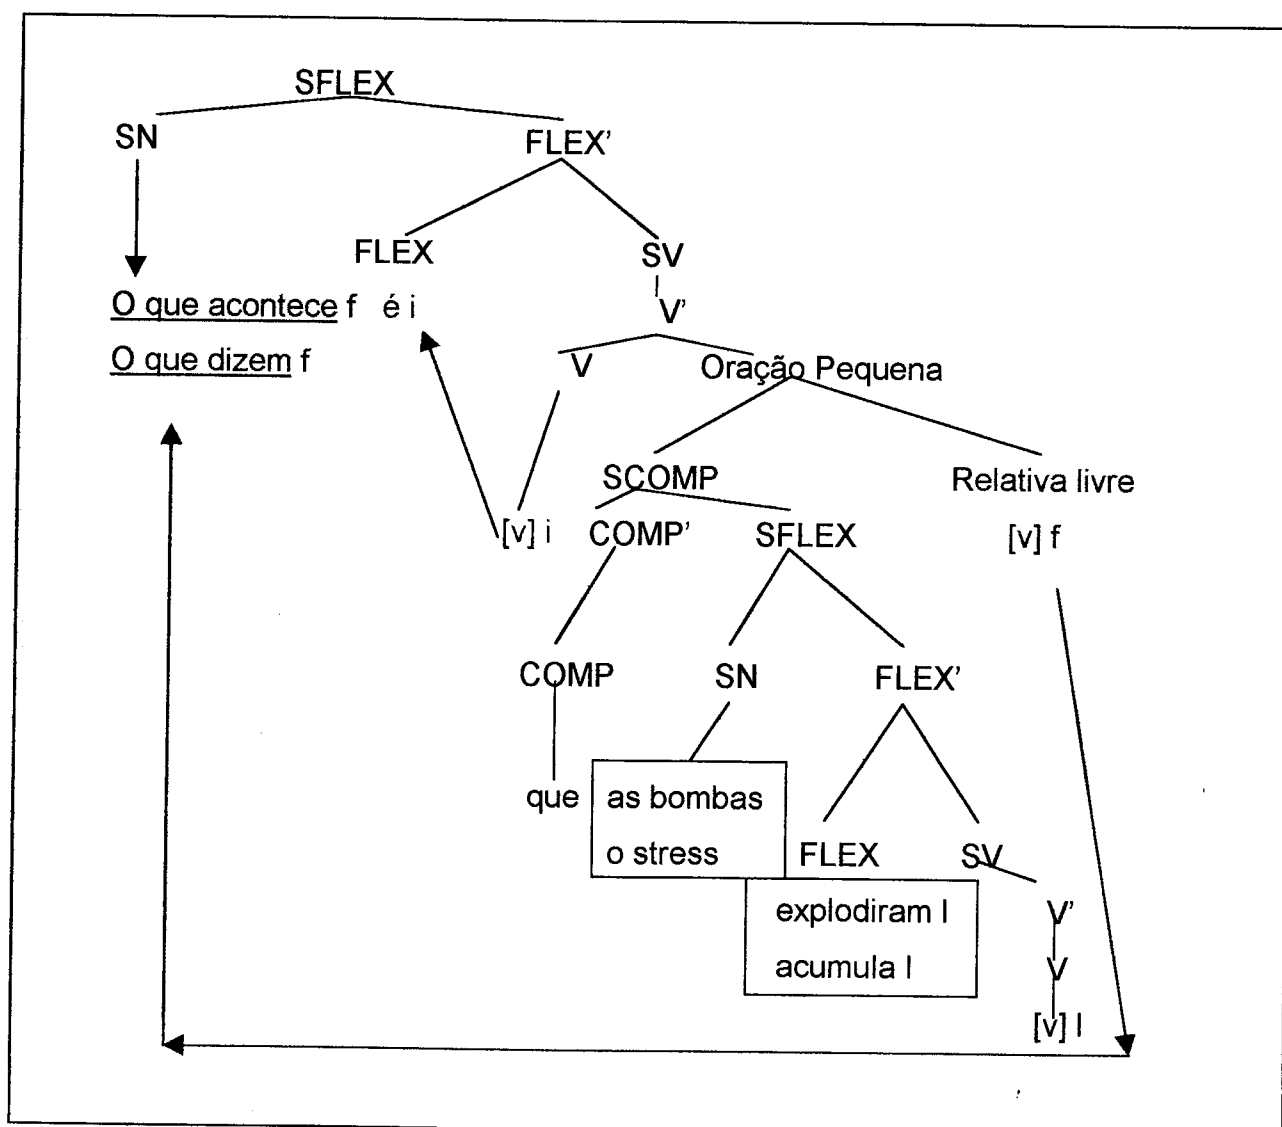 SFLEX
SN FLEX’
FLEX SV
O que acontece f é i V’
O que dizem f V Oração Pequena
SCOMP Relativa livre
[v] i COMP’ SFLEX [v] f
COMP SN FLEX’
que as bombas
o stress FLEX SV
explodiram l V’
acumula l V
[v] l